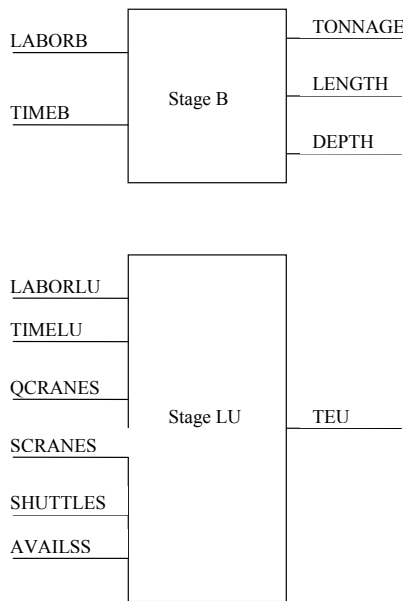 LABORB
TIMEB
Stage B
TONNAGE
LENGTH
DEPTH
LABORLU
TIMELU
QCRANES
SCRANES
SHUTTLES
AVAILSS
Stage LU
TEU